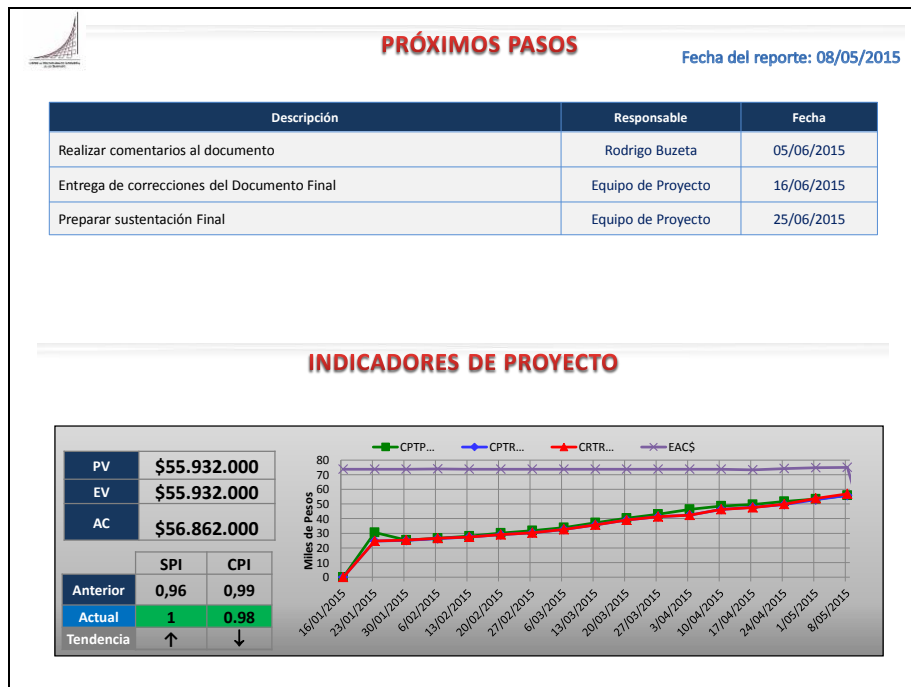 PRÓXIMOS PASOS
Fecha del reporte: 08/05/2015
Descripción Responsable Fecha
Realizar comentarios al documento Rodrigo Buzeta 05/06/2015
Entrega de correcciones del Documento Final Equipo de Proyecto 16/06/2015
Preparar sustentación Final Equipo de Proyecto 25/06/2015
INDICADORES DE PROYECTO
PV $55.932.000
EV $55.932.000
AC $56.862.000
SPI CPI
Anterior 0,96 0,99
Actual 1 0.98
Tendencia ↑ ↓
CPTP... CPTR... CRTR... EAC$
Miles de Pesos
80
70
60
50
40
30
20
10
0
16/01/2015 23/01/2015 30/01/2015 6/02/2015 13/02/2015 20/02/2015 27/02/2015 6/03/2015 13/03/2015 20/03/2015 27/03/2015 3/04/2015 10/04/2015 17/04/2015 24/04/2015 1/05/2015 8/05/2015